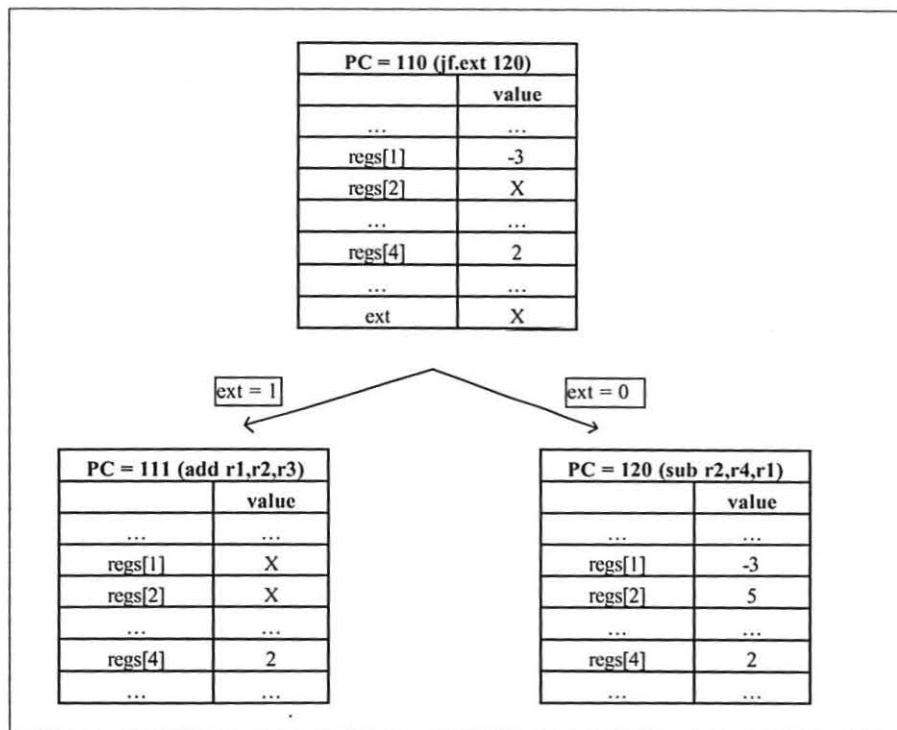 PC = 110 (jf.ext 120)
value
... ...
regs[1] -3
regs[2] X
... ...
regs[4] 2
... ...
ext X
ext = 1
ext = 0
PC = 111 (add r1,r2,r3)
value
... ...
regs[1] X
regs[2] X
... ...
regs[4] 2
... ...
PC = 120 (sub r2,r4,r1)
value
... ...
regs[1] -3
regs[2] 5
... ...
regs[4] 2
... ...